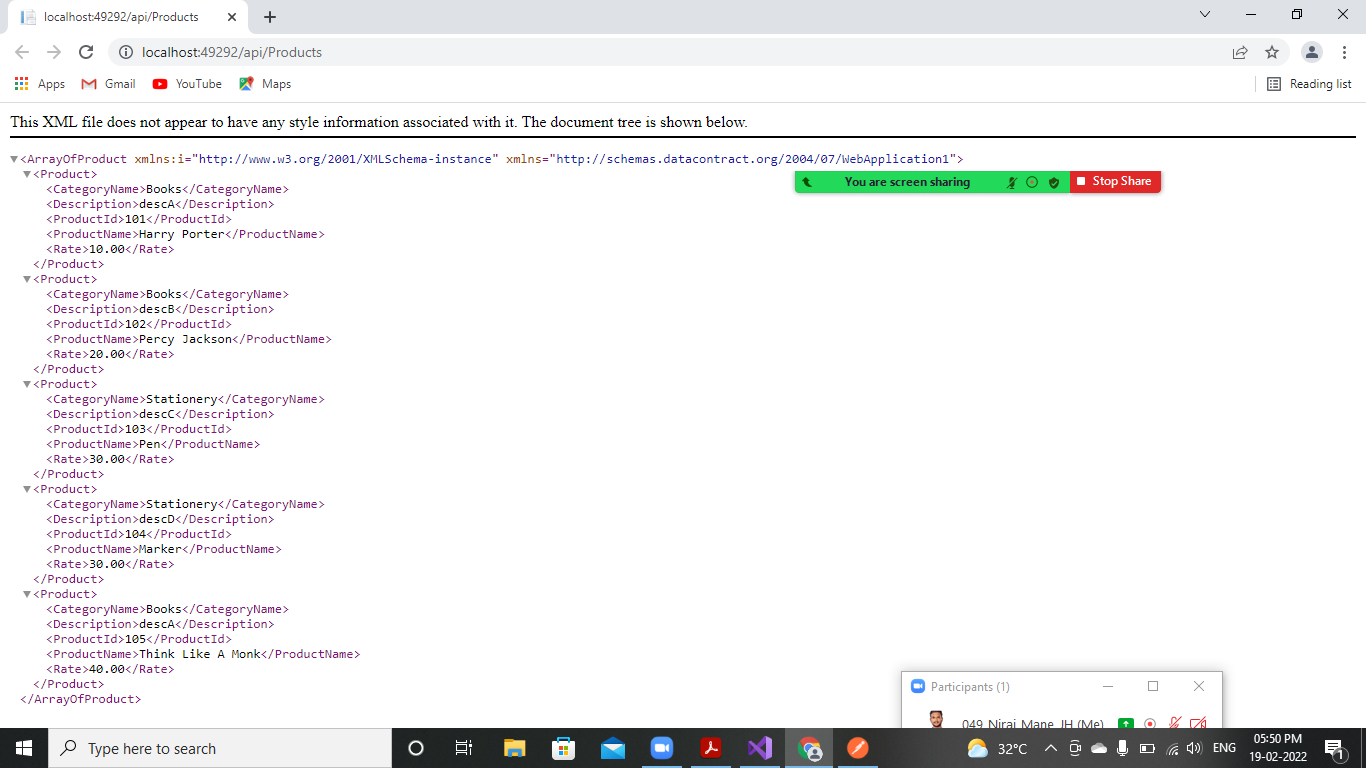 localhost:49292/api/Products
localhost:49292/api/Products
Apps Gmail YouTube Maps Reading list
This XML file does not appear to have any style information associated with it. The document tree is shown below.
<ArrayOfProduct xmlns:i="http://www.w3.org/2001/XMLSchema-instance" xmlns="http://schemas.datacontract.org/2004/07/WebApplication1">
<Product>
You are screen sharing Stop Share
<CategoryName>Books</CategoryName>
<Description>descA</Description>
<ProductId>101</ProductId>
<ProductName>Harry Porter</ProductName>
<Rate>10.00</Rate>
</Product>
<Product>
<CategoryName>Books</CategoryName>
<Description>descB</Description>
<ProductId>102</ProductId>
<ProductName>Percy Jackson</ProductName>
<Rate>20.00</Rate>
</Product>
<Product>
<CategoryName>Stationery</CategoryName>
<Description>descC</Description>
<ProductId>103</ProductId>
<ProductName>Pen</ProductName>
<Rate>30.00</Rate>
</Product>
<Product>
<CategoryName>Stationery</CategoryName>
<Description>descD</Description>
<ProductId>104</ProductId>
<ProductName>Marker</ProductName>
<Rate>30.00</Rate>
</Product>
<Product>
<CategoryName>Books</CategoryName>
<Description>descA</Description>
<ProductId>105</ProductId>
<ProductName>Think Like A Monk</ProductName>
<Rate>40.00</Rate>
</Product>
</ArrayOfProduct>
Participants (1)
049_Niraj_Mane_JH (Me)
Type here to search
32°C ENG
05:50 PM
19-02-2022
1